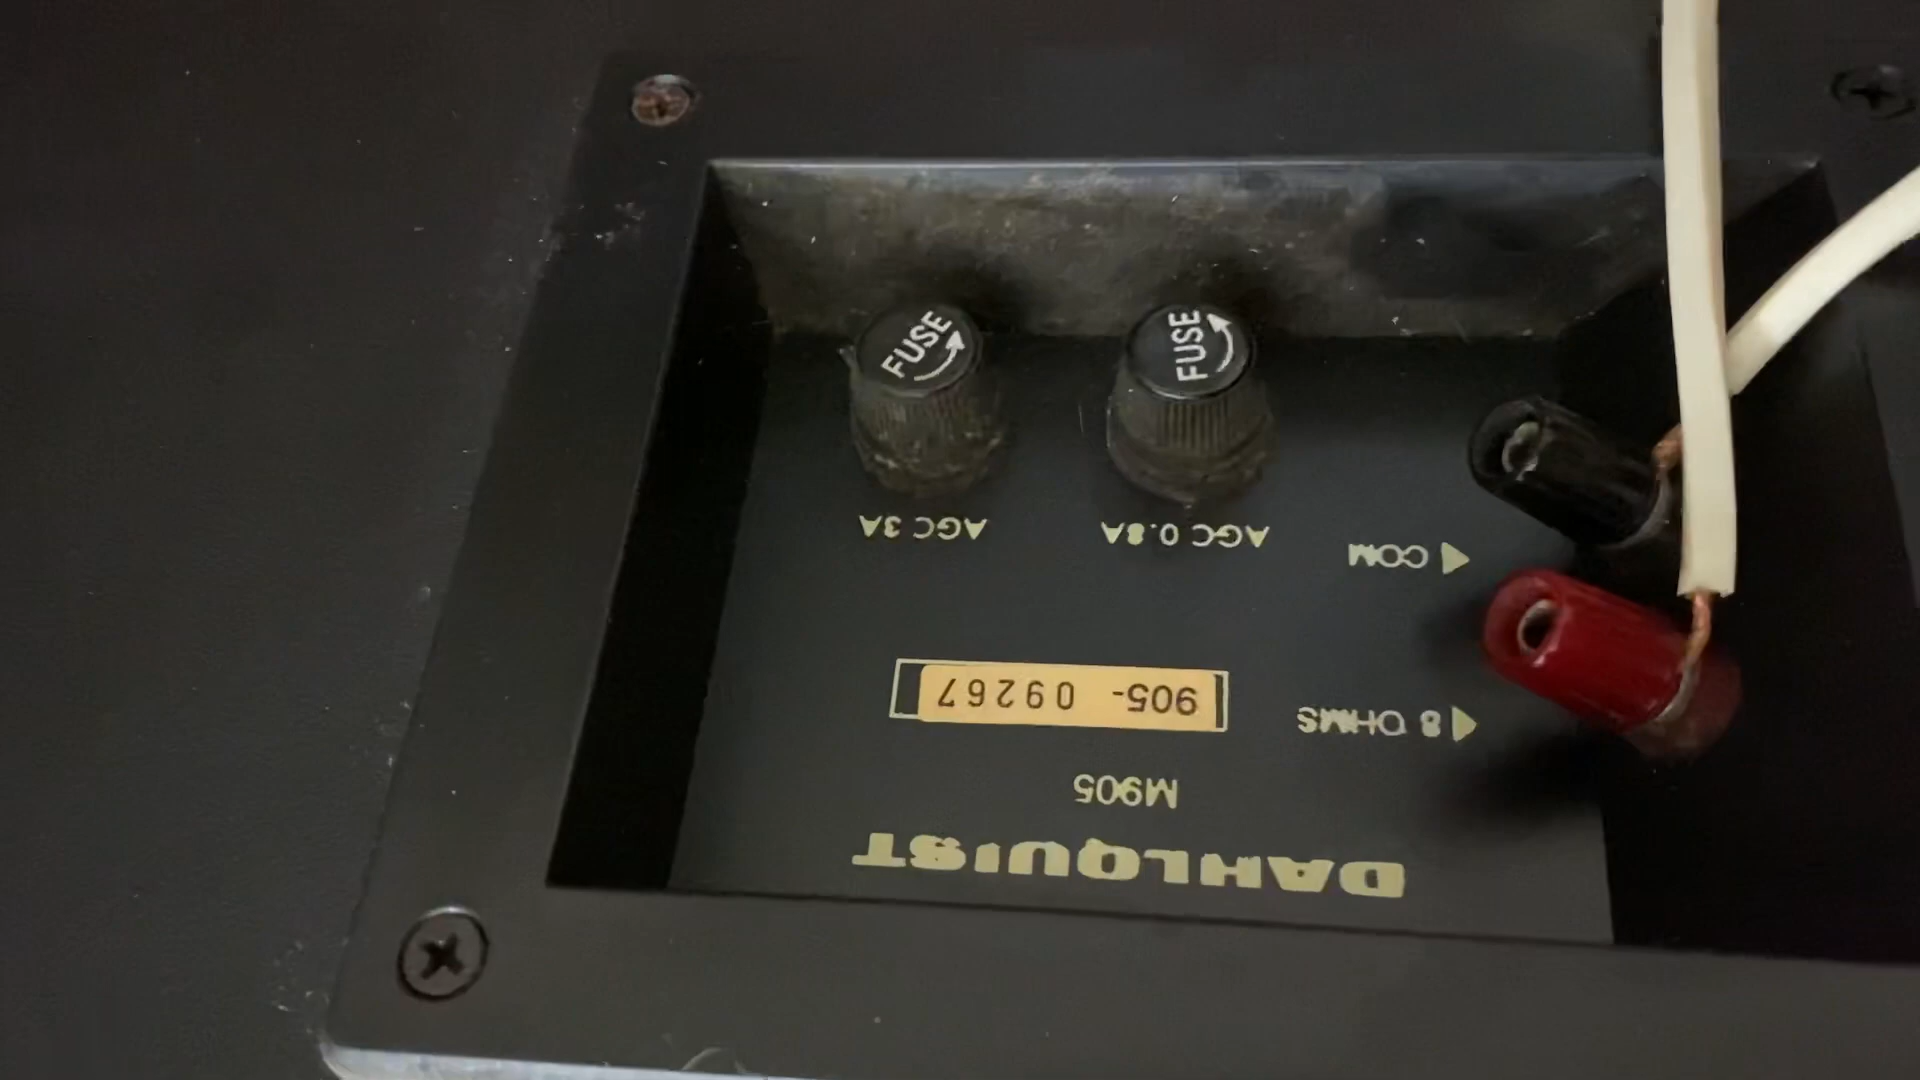 DAHLQUIST
M905
905- 09267
8 OHMS
COM
AGC 0.8A
AGC 3A
FUSE
FUSE